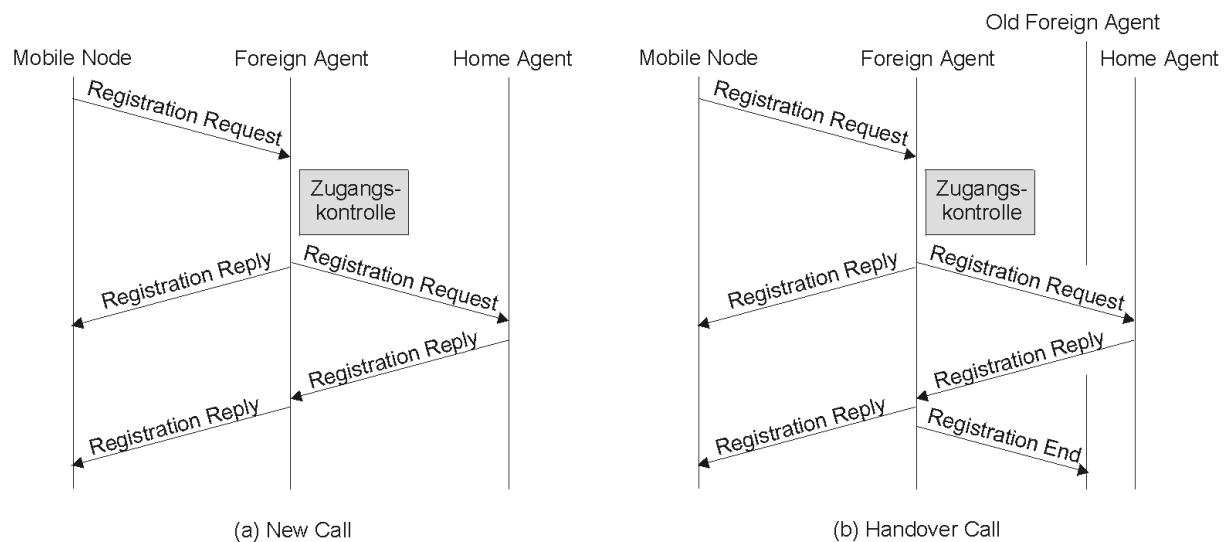 Mobile Node
Foreign Agent
Home Agent
Registration Request
Zugangs-
kontrolle
Registration Reply
Registration Request
Registration Reply
Registration Reply
(a) New Call
Old Foreign Agent
Mobile Node
Foreign Agent
Home Agent
Registration Request
Zugangs-
kontrolle
Registration Reply
Registration Request
Registration Reply
Registration Reply
Registration End
(b) Handover Call